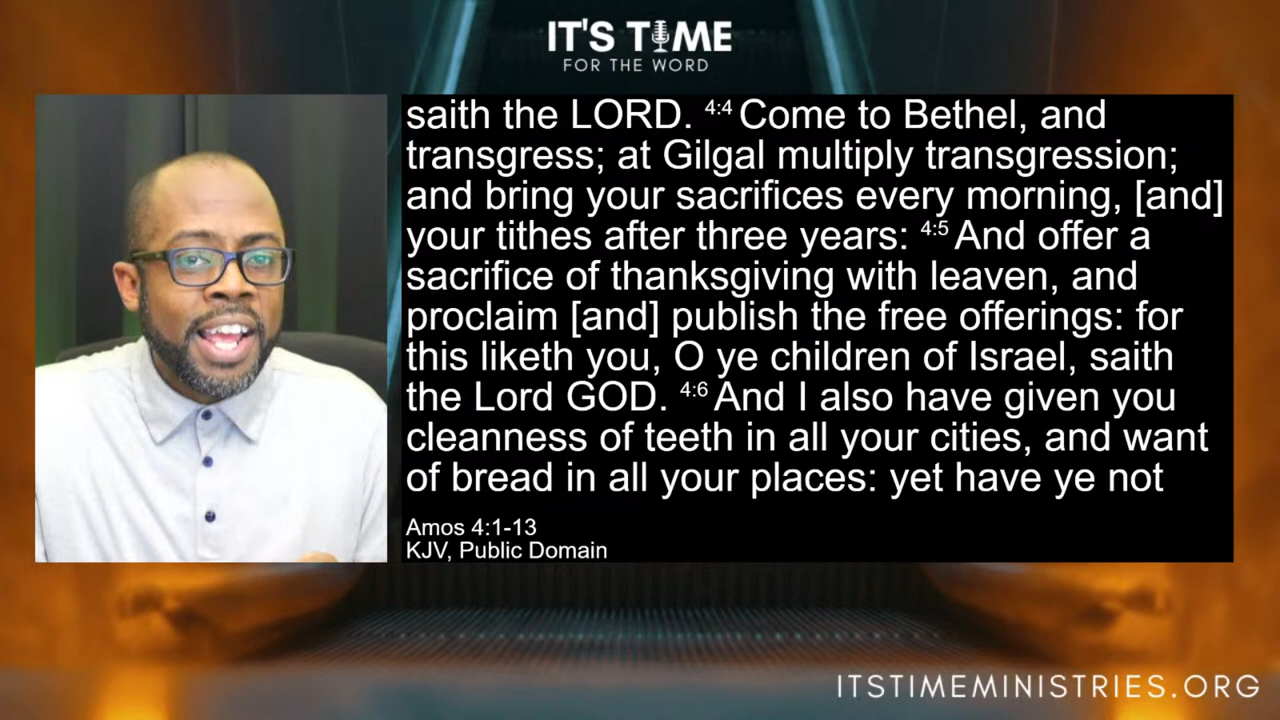 IT'S TIME
FOR THE WORD
saith the LORD. 4:4 Come to Bethel, and
transgress; at Gilgal multiply transgression;
and bring your sacrifices every morning, [and]
your tithes after three years: 4:5 And offer a
sacrifice of thanksgiving with leaven, and
proclaim [and] publish the free offerings: for
this liketh you, O ye children of Israel, saith
the Lord GOD. 4:6 And I also have given you
cleanness of teeth in all your cities, and want
of bread in all your places: yet have ye not
Amos 4:1-13
KJV, Public Domain
ITSTIMEMINISTRIES.ORG